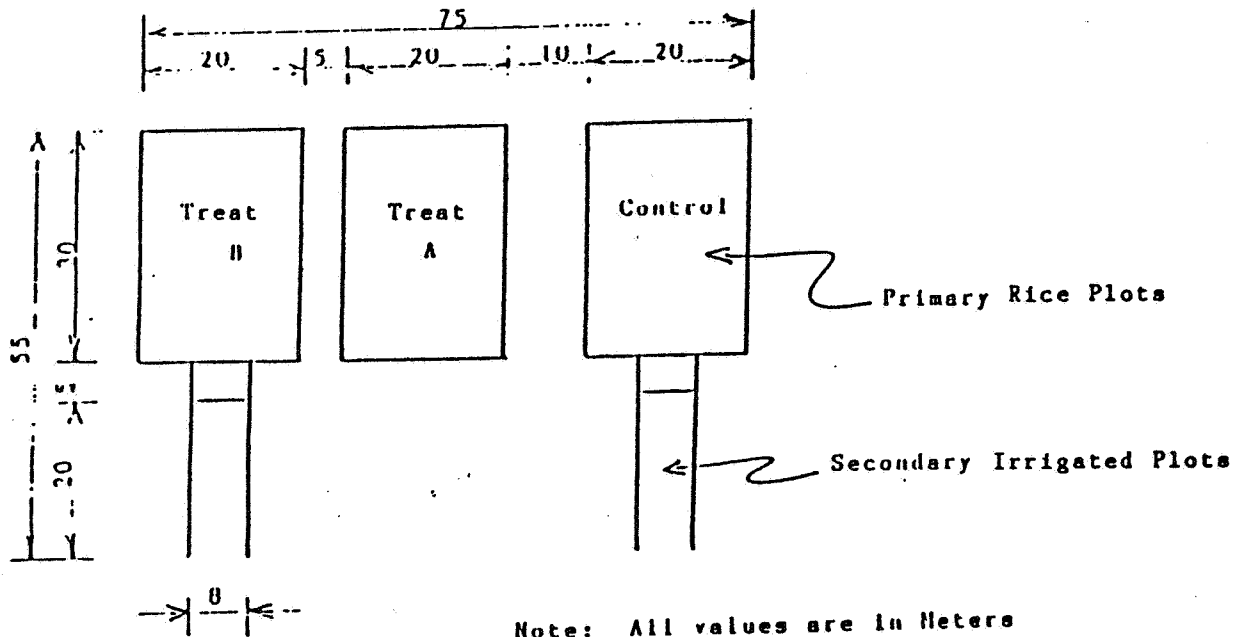 75
20 5 20 10 20
Treat
B
Treat
A
Control
30
55
5
20
Primary Rice Plots
Secondary Irrigated Plots
8
Note: All values are in Meters